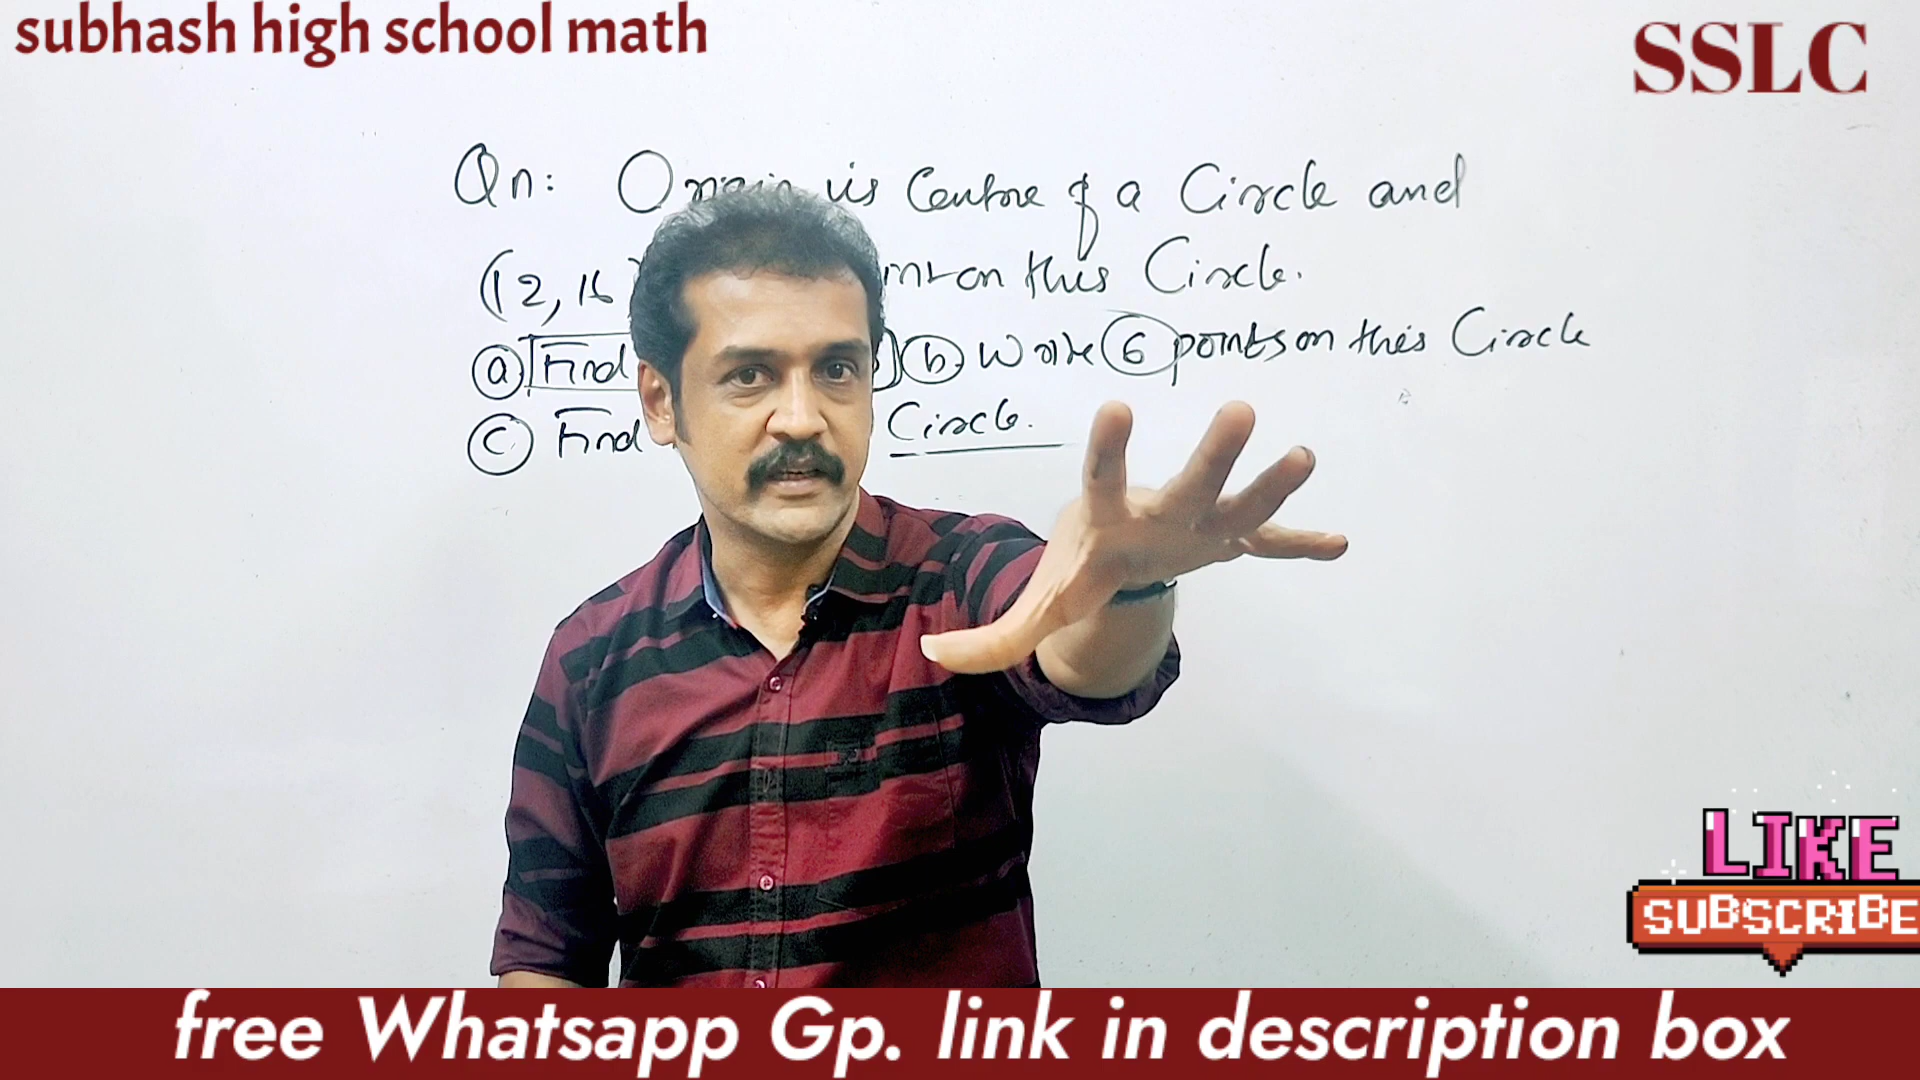 subhash high school math
SSLC
Qn: Origin is Centre of a Circle and
(12, 16 on this Circle.
(a) Find (b) Write 6 points on this Circle
(c) Find Circle.
LIKE
SUBSCRIBE
free Whatsapp Gp. link in description box